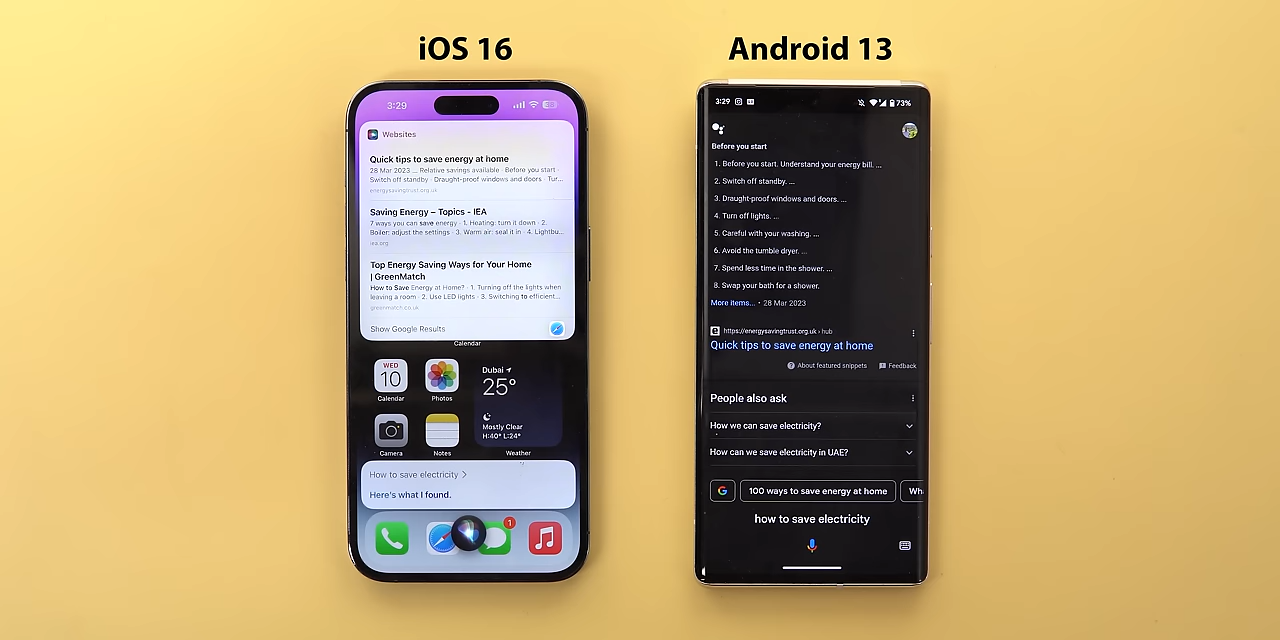 iOS 16
3:29
Websites
Quick tips to save energy at home
28 Mar 2023 ... Relative savings available · Before you start ·
Switch off standby · Draught-proof windows and doors · Tur...
energysavingtrust.org.uk
Saving Energy – Topics - IEA
7 ways you can save energy · 1. Heating: turn it down · 2.
Boiler: adjust the settings · 3. Warm air: seal it in · 4. Lightbu...
iea.org
Top Energy Saving Ways for Your Home
| GreenMatch
How to Save Energy at Home? · 1. Turning off the lights when
leaving a room · 2. Use LED lights · 3. Switching to efficient...
greenmatch.co.uk
Show Google Results
Calendar
WED
10
Calendar
Photos
Dubai
25°
Mostly Clear
H:40° L:24°
Camera
Notes
Weather
How to save electricity >
Here's what I found.
1
Android 13
3:29
73%
Before you start
1. Before you start. Understand your energy bill. ...
2. Switch off standby. ...
3. Draught-proof windows and doors. ...
4. Turn off lights. ...
5. Careful with your washing. ...
6. Avoid the tumble dryer. ...
7. Spend less time in the shower. ...
8. Swap your bath for a shower.
More items... · 28 Mar 2023
https://energysavingtrust.org.uk › hub
Quick tips to save energy at home
About featured snippets
Feedback
People also ask
How we can save electricity?
How can we save electricity in UAE?
G
100 ways to save energy at home
Wh
how to save electricity